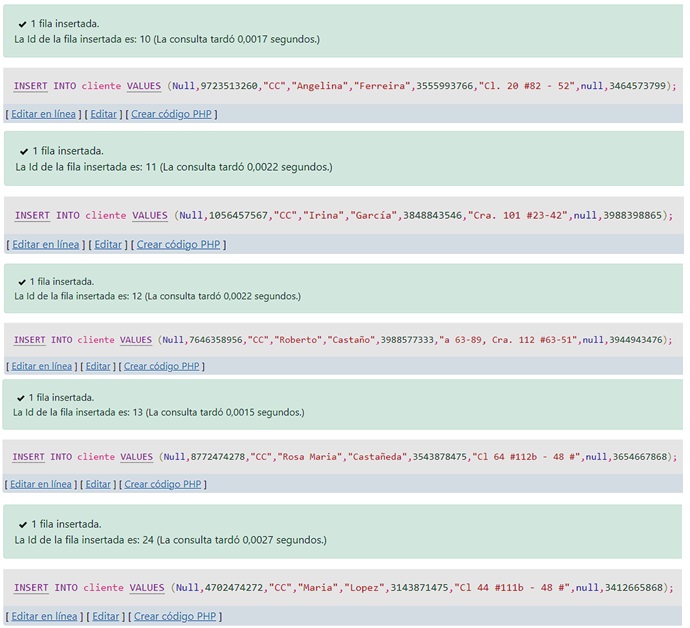 ✔ 1 fila insertada.
La Id de la fila insertada es: 10 (La consulta tardó 0,0017 segundos.)
INSERT INTO cliente VALUES (Null,9723513260,"CC","Angelina","Ferreira",3555993766,"Cl. 20 #82 - 52",null,3464573799);
[ Editar en línea ] [ Editar ] [ Crear código PHP ]
✔ 1 fila insertada.
La Id de la fila insertada es: 11 (La consulta tardó 0,0022 segundos.)
INSERT INTO cliente VALUES (Null,1056457567,"CC","Irina","García",3848843546,"Cra. 101 #23-42",null,3988398865);
[ Editar en línea ] [ Editar ] [ Crear código PHP ]
✔ 1 fila insertada.
La Id de la fila insertada es: 12 (La consulta tardó 0,0022 segundos.)
INSERT INTO cliente VALUES (Null,7646358956,"CC","Roberto","Castaño",3988577333,"a 63-89, Cra. 112 #63-51",null,3944943476);
[ Editar en línea ] [ Editar ] [ Crear código PHP ]
✔ 1 fila insertada.
La Id de la fila insertada es: 13 (La consulta tardó 0,0015 segundos.)
INSERT INTO cliente VALUES (Null,8772474278,"CC","Rosa Maria","Castañeda",3543878475,"Cl 64 #112b - 48 #",null,3654667868);
[ Editar en línea ] [ Editar ] [ Crear código PHP ]
✔ 1 fila insertada.
La Id de la fila insertada es: 24 (La consulta tardó 0,0027 segundos.)
INSERT INTO cliente VALUES (Null,4702474272,"CC","Maria","Lopez",3143871475,"Cl 44 #111b - 48 #",null,3412665868);
[ Editar en línea ] [ Editar ] [ Crear código PHP ]